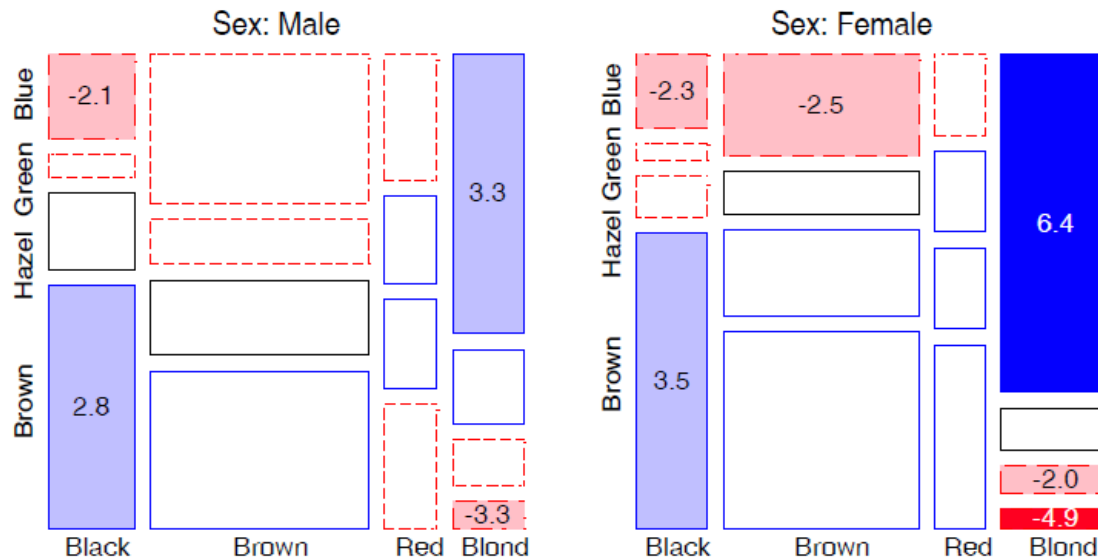 Sex: Male
Sex: Female
Blue
Green
Hazel
Brown
-2.1
3.3
2.8
-3.3
Black
Brown
Red
Blond
Blue
Green
Hazel
Brown
-2.3
-2.5
6.4
3.5
-2.0
-4.9
Black
Brown
Red
Blond